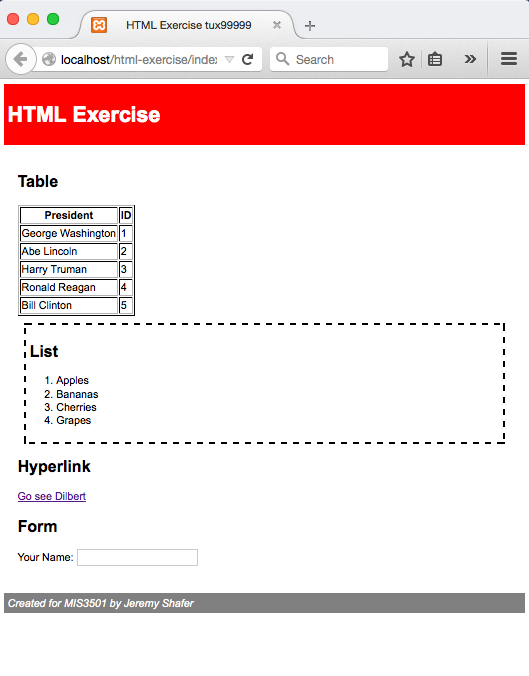 HTML Exercise tux99999
localhost/html-exercise/index
Search
HTML Exercise
Table
President ID
George Washington 1
Abe Lincoln 2
Harry Truman 3
Ronald Reagan 4
Bill Clinton 5
List
1. Apples
2. Bananas
3. Cherries
4. Grapes
Hyperlink
Go see Dilbert
Form
Your Name:
Created for MIS3501 by Jeremy Shafer